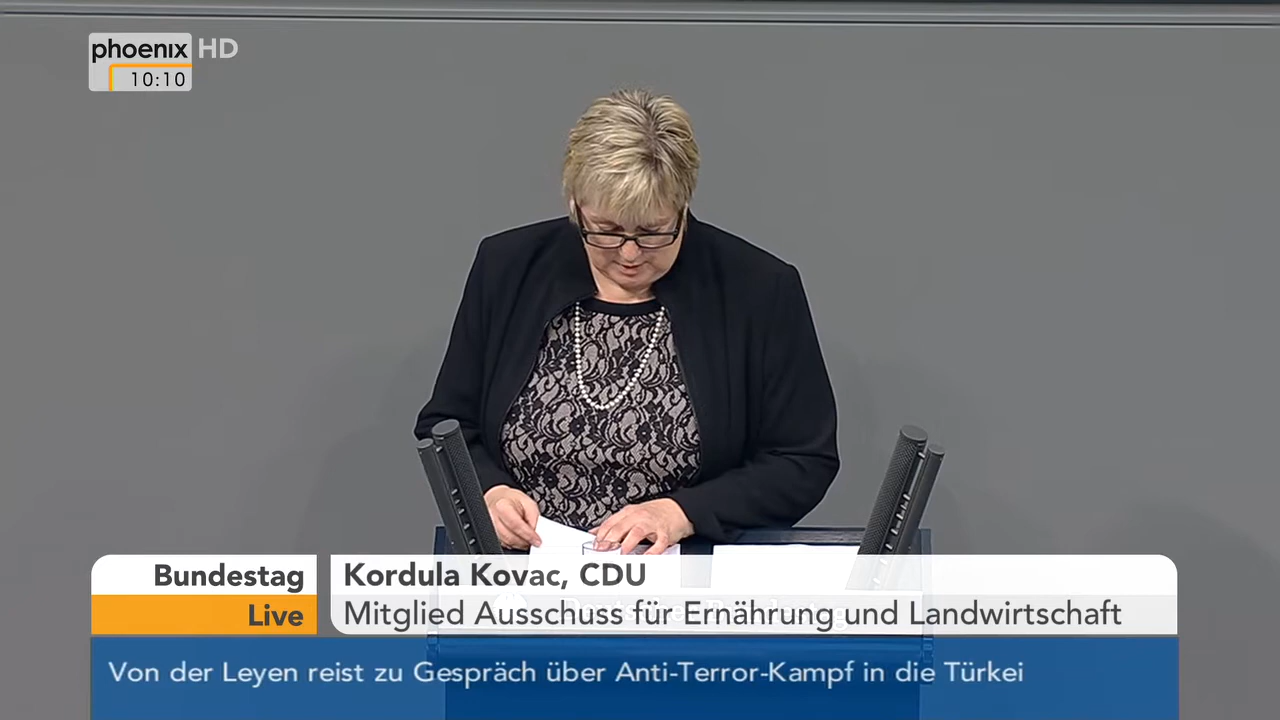 phoenix HD
10:10
Bundestag
Live
Kordula Kovac, CDU
Mitglied Ausschuss für Ernährung und Landwirtschaft
Von der Leyen reist zu Gespräch über Anti-Terror-Kampf in die Türkei